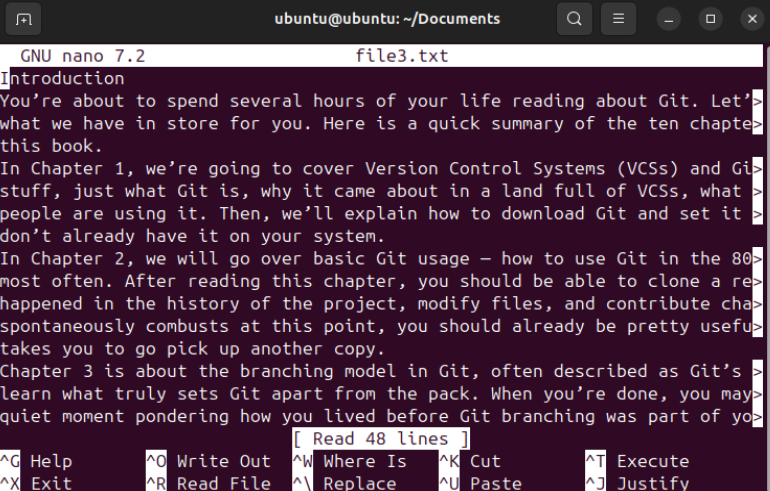 ubuntu@ubuntu: ~/Documents
GNU nano 7.2 file3.txt
Introduction
You’re about to spend several hours of your life reading about Git. Let’>
what we have in store for you. Here is a quick summary of the ten chapte>
this book.
In Chapter 1, we’re going to cover Version Control Systems (VCSs) and Gi>
stuff, just what Git is, why it came about in a land full of VCSs, what >
people are using it. Then, we’ll explain how to download Git and set it >
don’t already have it on your system.
In Chapter 2, we will go over basic Git usage — how to use Git in the 80>
most often. After reading this chapter, you should be able to clone a re>
happened in the history of the project, modify files, and contribute cha>
spontaneously combusts at this point, you should already be pretty usefu>
takes you to go pick up another copy.
Chapter 3 is about the branching model in Git, often described as Git’s >
learn what truly sets Git apart from the pack. When you’re done, you may>
quiet moment pondering how you lived before Git branching was part of yo>
[ Read 48 lines ]
^G Help ^O Write Out ^W Where Is ^K Cut ^T Execute
^X Exit ^R Read File ^\ Replace ^U Paste ^J Justify